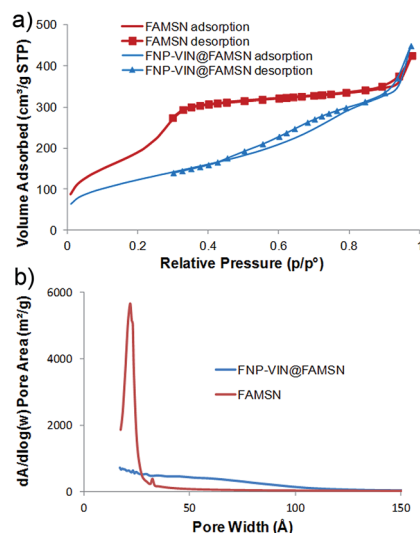 a)
Volume Adsorbed (cm³/g STP)
500
400
300
200
100
0
FAMSN adsorption
FAMSN desorption
FNP-VIN@FAMSN adsorption
FNP-VIN@FAMSN desorption
0 0.2 0.4 0.6 0.8 1
Relative Pressure (p/p°)
b)
dA/dlog(w) Pore Area (m²/g)
6000
4000
2000
0
FNP-VIN@FAMSN
FAMSN
0 50 100 150
Pore Width (Å)